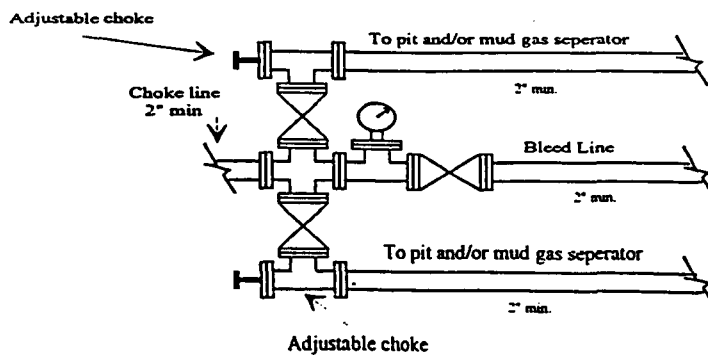 Adjustable choke
To pit and/or mud gas seperator
2" min.
Choke line
2" min
Bleed Line
2" min.
To pit and/or mud gas seperator
2" min.
Adjustable choke